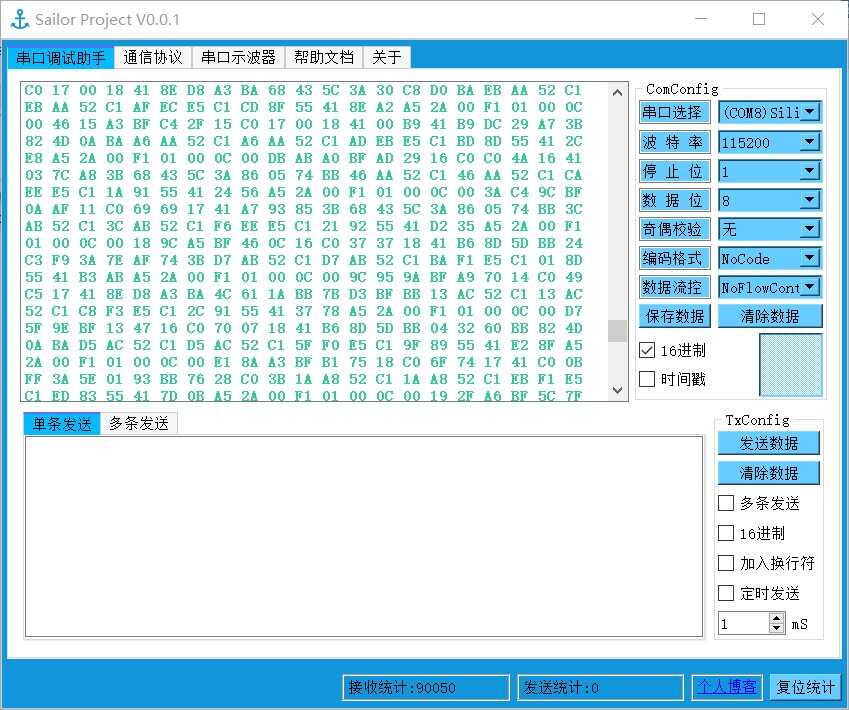 Sailor Project V0.0.1
串口调试助手 通信协议 串口示波器 帮助文档 关于
C0 17 00 18 41 8E D8 A3 BA 68 43 5C 3A 30 C8 D0 BA EB AA 52 C1
EB AA 52 C1 AF EC E5 C1 CD 8F 55 41 8E A2 A5 2A 00 F1 01 00 0C
00 46 15 A3 BF C4 2F 15 C0 17 00 18 41 00 B9 41 B9 DC 29 A7 3B
82 4D 0A BA A6 AA 52 C1 A6 AA 52 C1 AD EB E5 C1 BD 8D 55 41 2C
E8 A5 2A 00 F1 01 00 0C 00 DB AB A0 BF AD 29 16 C0 C0 4A 16 41
03 7C A8 3B 68 43 5C 3A 86 05 74 BB 46 AA 52 C1 46 AA 52 C1 CA
EE E5 C1 1A 91 55 41 24 56 A5 2A 00 F1 01 00 0C 00 3A C4 9C BF
0A AF 11 C0 69 69 17 41 A7 93 85 3B 68 43 5C 3A 86 05 74 BB 3C
AB 52 C1 3C AB 52 C1 F6 EE E5 C1 21 92 55 41 D2 35 A5 2A 00 F1
01 00 0C 00 18 9C A5 BF 46 0C 16 C0 37 37 18 41 B6 8D 5D BB 24
C3 F9 3A 7E AF 74 3B D7 AB 52 C1 D7 AB 52 C1 BA F1 E5 C1 01 8D
55 41 B3 AB A5 2A 00 F1 01 00 0C 00 9C 95 9A BF A9 70 14 C0 49
C5 17 41 8E D8 A3 BA 4C 61 1A BB 7B D3 BF BB 13 AC 52 C1 13 AC
52 C1 C8 F3 E5 C1 2C 91 55 41 37 78 A5 2A 00 F1 01 00 0C 00 D7
5F 9E BF 13 47 16 C0 70 07 18 41 B6 8D 5D BB 04 32 60 BB 82 4D
0A BA D5 AC 52 C1 D5 AC 52 C1 5F F0 E5 C1 9F 89 55 41 E2 8F A5
2A 00 F1 01 00 0C 00 E1 8A A3 BF B1 75 18 C0 6F 74 17 41 C0 0B
FF 3A 5E 01 93 BB 76 28 C0 3B 1A A8 52 C1 1A A8 52 C1 EB F1 E5
C1 ED 83 55 41 7D 0B A5 2A 00 F1 01 00 0C 00 19 2F A6 BF 5C 7F
ComConfig
串口选择 (COM8)Sili
波 特 率 115200
停 止 位 1
数 据 位 8
奇偶校验 无
编码格式 NoCode
数据流控 NoFlowCont
保存数据 清除数据
16进制
时间戳
单条发送 多条发送
TxConfig
发送数据
清除数据
多条发送
16进制
加入换行符
定时发送
1 mS
接收统计:90050 发送统计:0 个人博客 复位统计